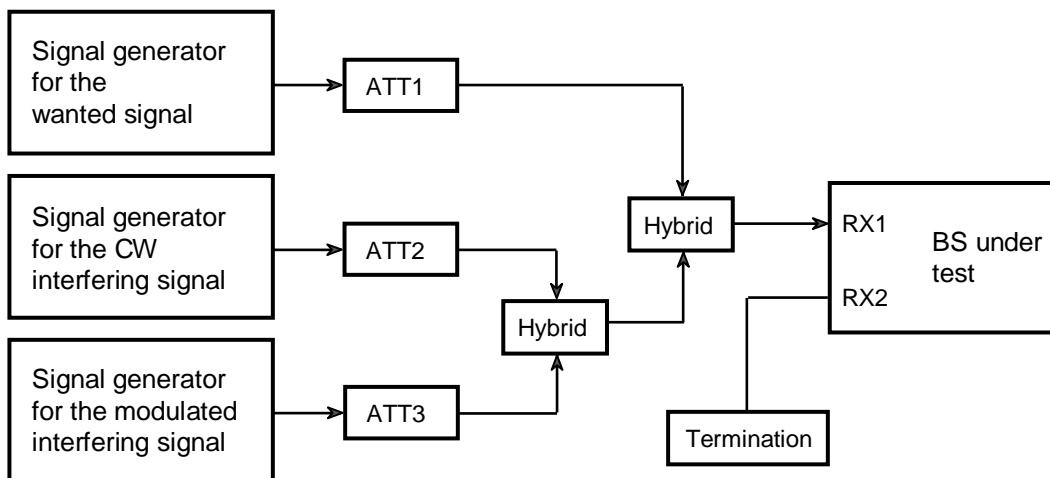 Signal generator
for the
wanted signal
ATT1
Signal generator
for the CW
interfering signal
ATT2
Signal generator
for the modulated
interfering signal
ATT3
Hybrid
Hybrid
RX1
RX2
BS under
test
Termination